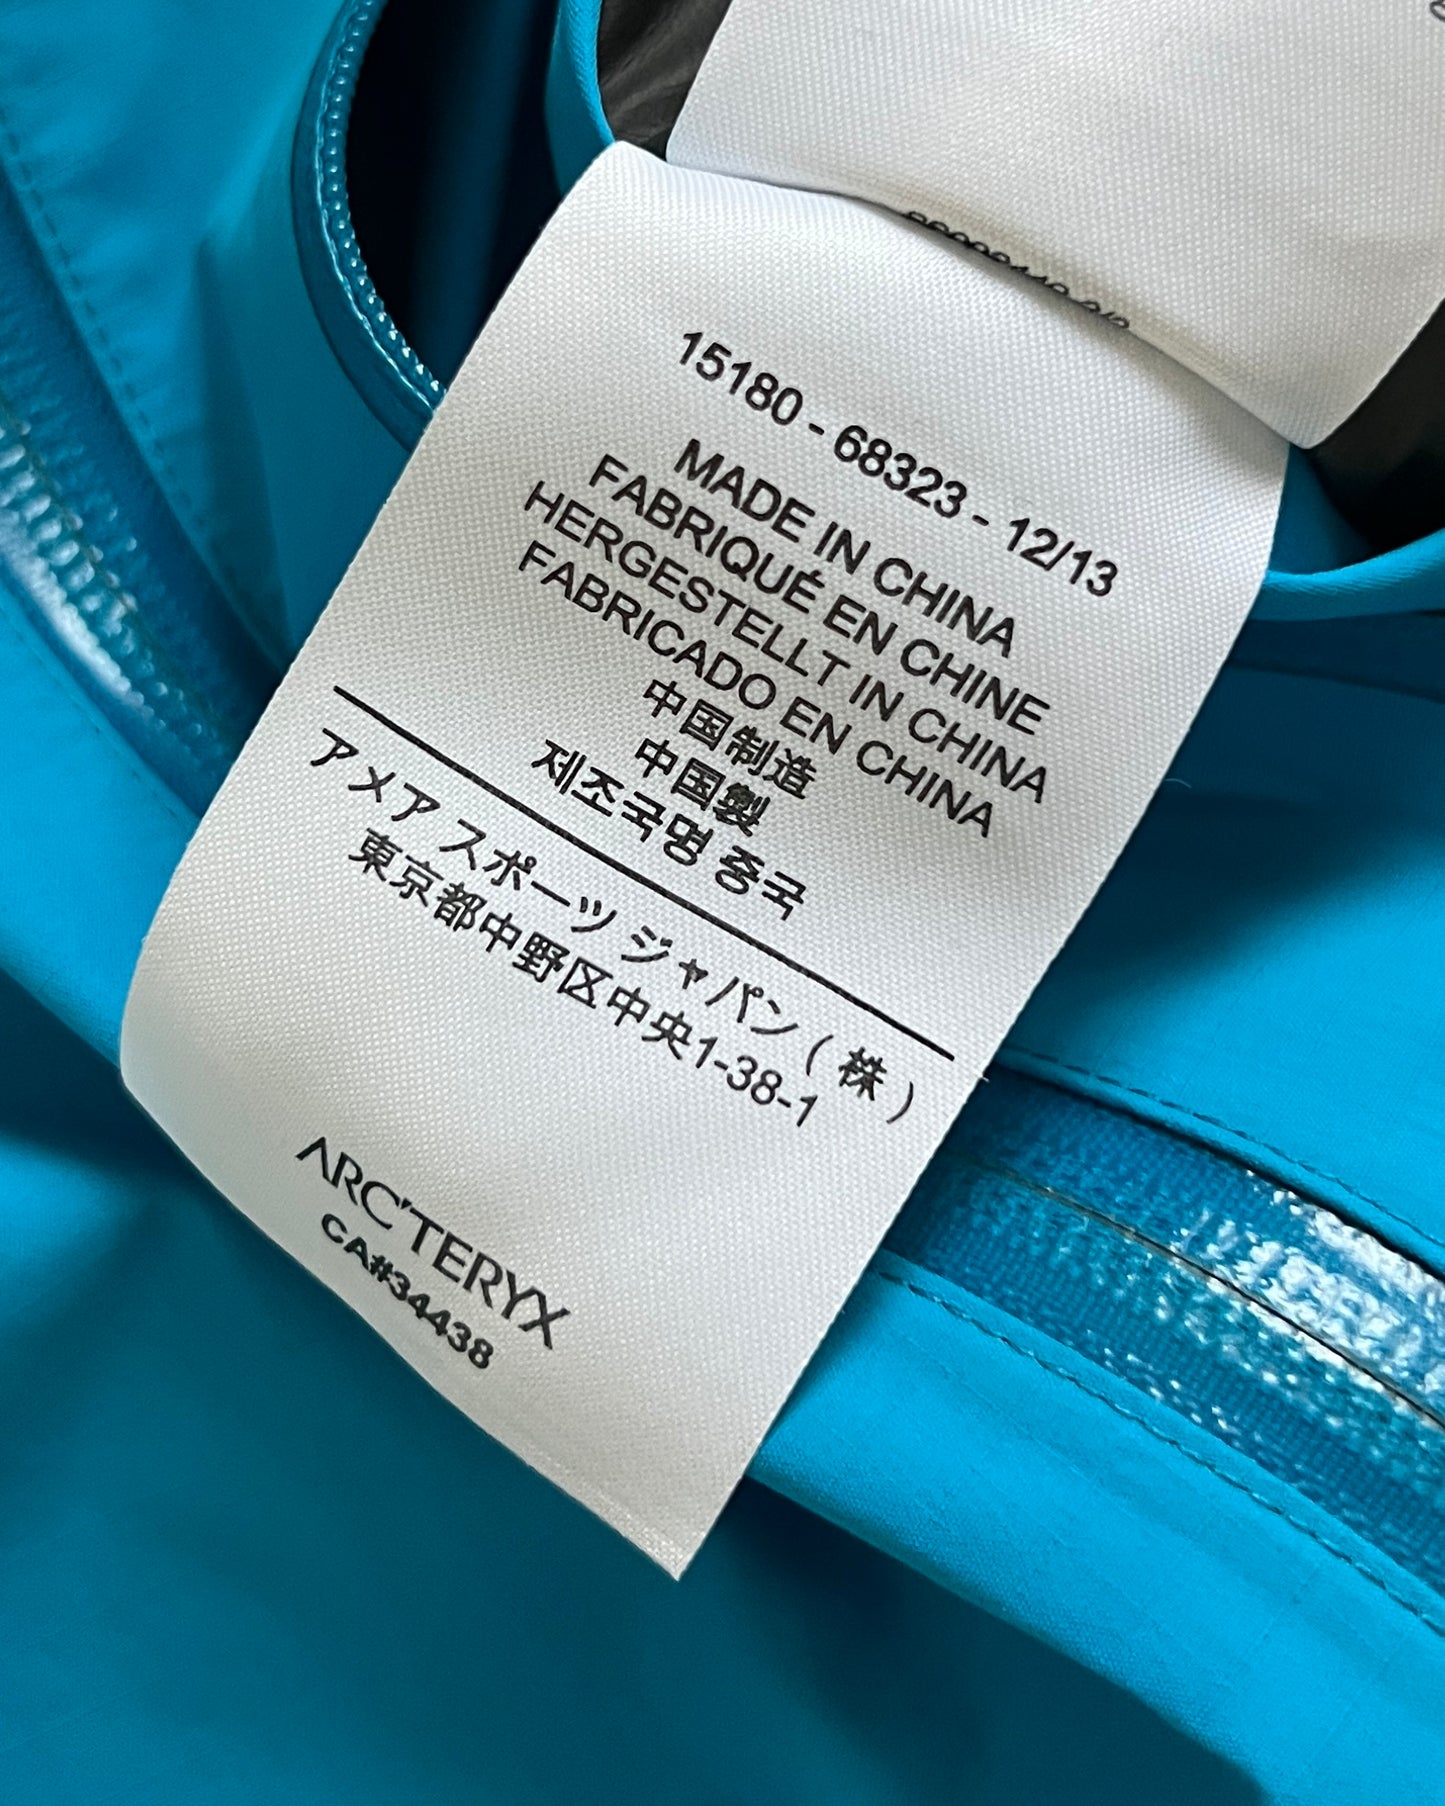 15180 - 68323 - 12/13
MADE IN CHINA
FABRIQUÉ EN CHINE
HERGESTELLT IN CHINA
FABRICADO EN CHINA
中国制造
中国製
제조국명 중국
アメア スポーツ ジャパン ( 株 )
東京都中野区中央1-38-1
ARC'TERYX
CA#34438